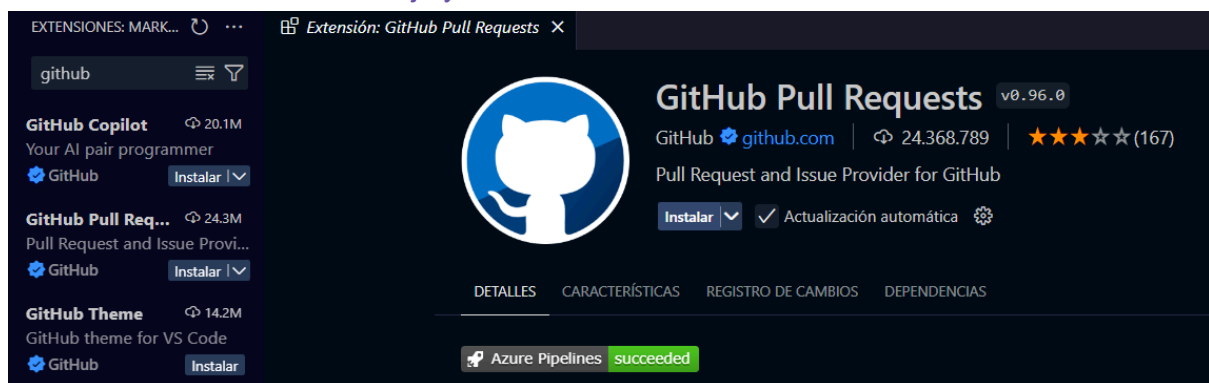 EXTENSIONES: MARK... ...
github
GitHub Copilot 20.1M
Your AI pair programmer
GitHub Instalar
GitHub Pull Req... 24.3M
Pull Request and Issue Provi...
GitHub Instalar
GitHub Theme 14.2M
GitHub theme for VS Code
GitHub Instalar
Extensión: GitHub Pull Requests
GitHub Pull Requests v0.96.0
GitHub github.com 24.368.789 (167)
Pull Request and Issue Provider for GitHub
Instalar Actualización automática
DETALLES CARACTERÍSTICAS REGISTRO DE CAMBIOS DEPENDENCIAS
Azure Pipelines succeeded